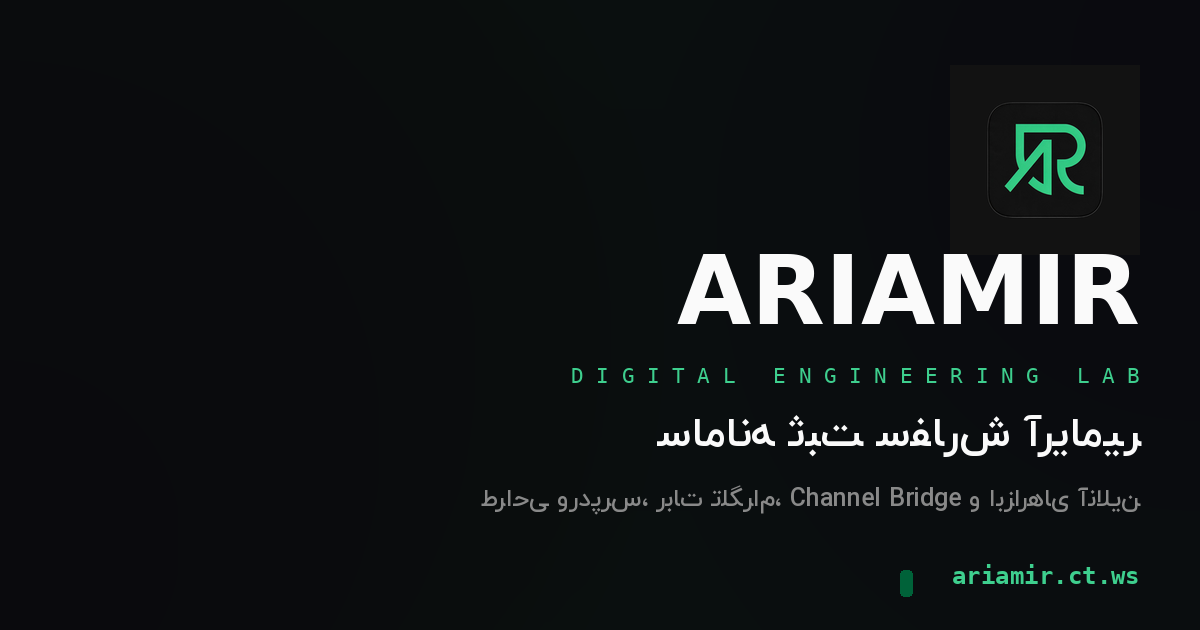 ARIAMIR
DIGITAL ENGINEERING LAB
سامانه ثبت سفارش آریامیر
طراحی وردپرس، ربات تلگرام، Channel Bridge و ابزارهای آنلاین
ariamir.ct.ws